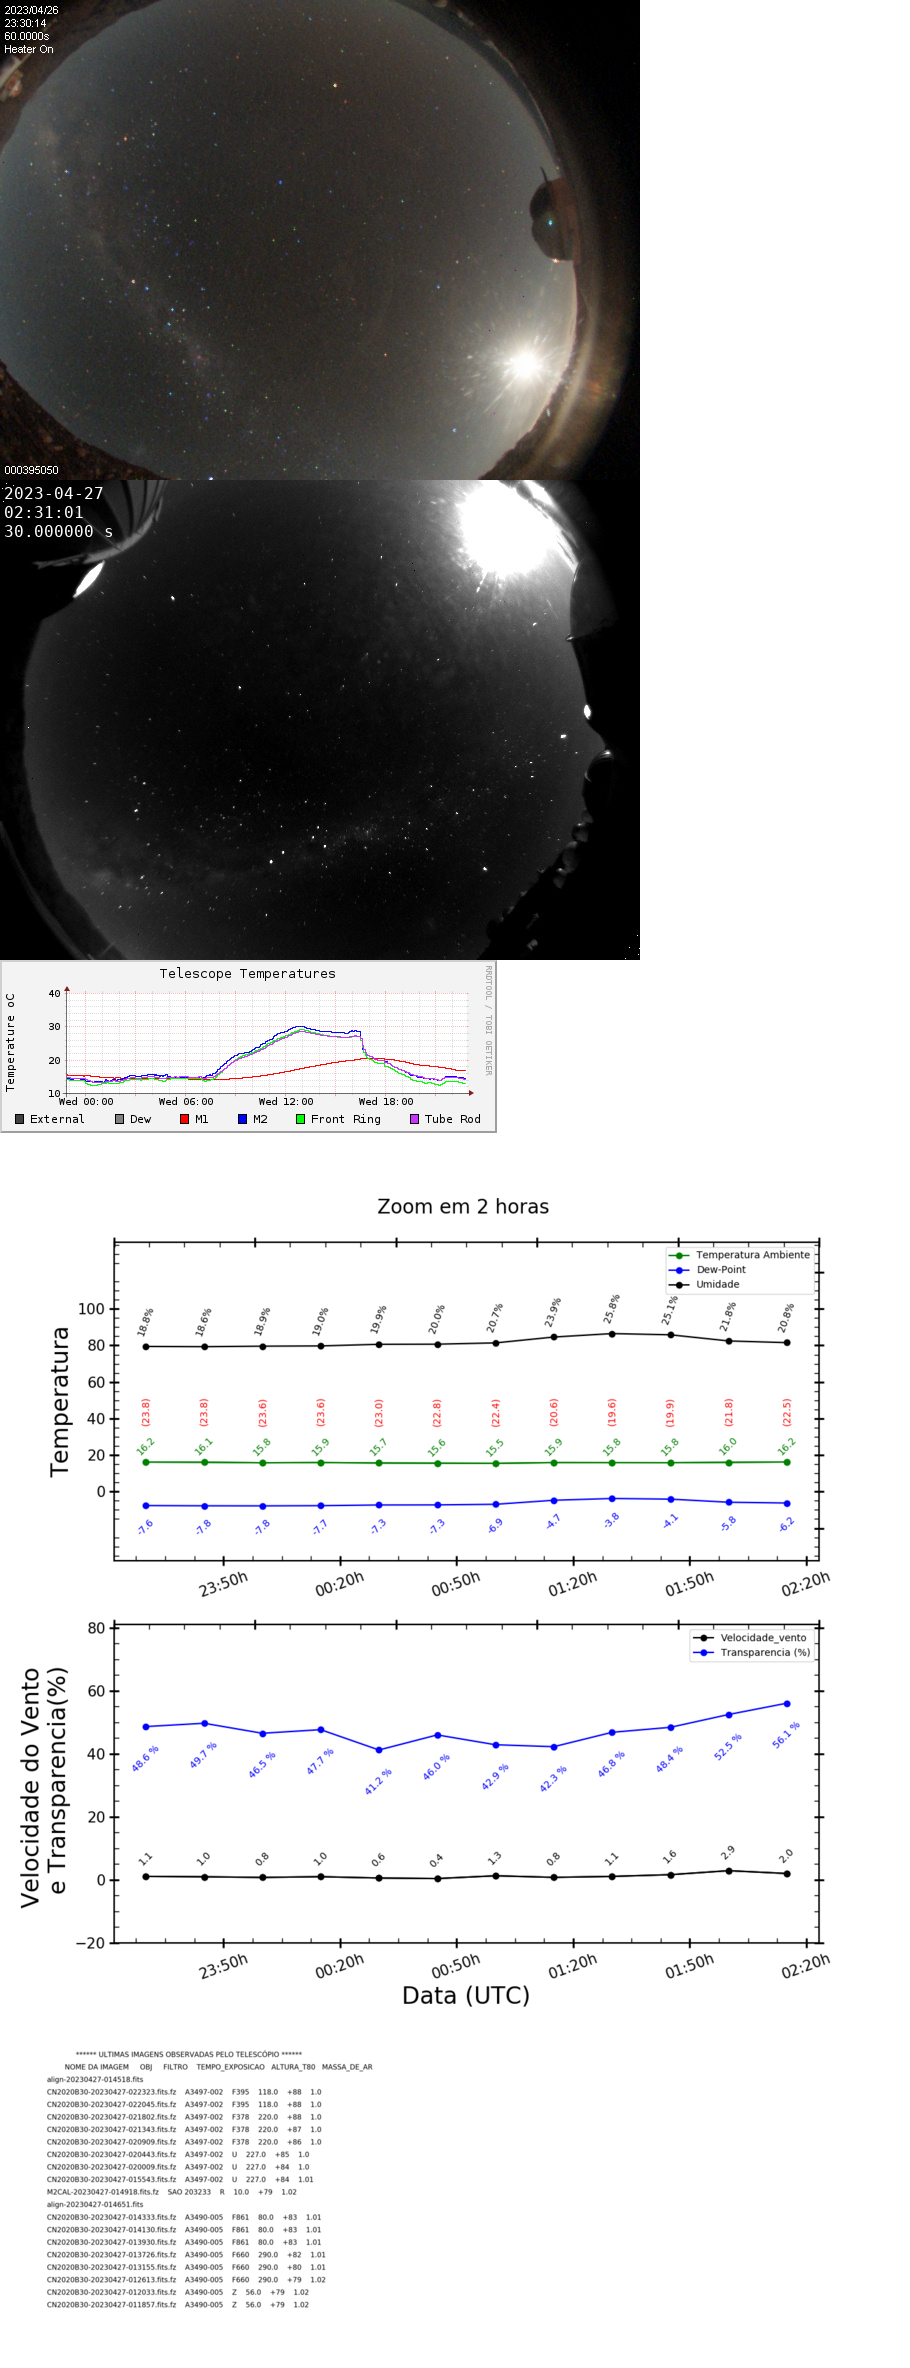 2023/04/26
23:30:14
60.0000s
Heater On
000395050
2023-04-27
02:31:01
30.000000 s
Telescope Temperatures
RRDTOOL / TOBI OETIKER
Temperature oC
40
30
20
10
Wed 00:00 Wed 06:00 Wed 12:00 Wed 18:00
External Dew M1 M2 Front Ring Tube Rod
Zoom em 2 horas
Temperatura Ambiente
Dew-Point
Umidade
Temperatura
100
80
60
40
20
0
18.8% 18.6% 18.9% 19.0% 19.9% 20.0% 20.7% 23.9% 25.8% 25.1% 21.8% 20.8%
(23.8) (23.8) (23.6) (23.6) (23.0) (22.8) (22.4) (20.6) (19.6) (19.9) (21.8) (22.5)
16.2 16.1 15.8 15.9 15.7 15.6 15.5 15.9 15.8 15.8 16.0 16.2
-7.6 -7.8 -7.8 -7.7 -7.3 -7.3 -6.9 -4.7 -3.8 -4.1 -5.8 -6.2
23:50h 00:20h 00:50h 01:20h 01:50h 02:20h
Velocidade_vento
Transparencia (%)
Velocidade do Vento
e Transparencia(%)
80
60
40
20
0
−20
48.6 % 49.7 % 46.5 % 47.7 % 41.2 % 46.0 % 42.9 % 42.3 % 46.8 % 48.4 % 52.5 % 56.1 %
1.1 1.0 0.8 1.0 0.6 0.4 1.3 0.8 1.1 1.6 2.9 2.0
23:50h 00:20h 00:50h 01:20h 01:50h 02:20h
Data (UTC)
****** ULTIMAS IMAGENS OBSERVADAS PELO TELESCÓPIO ******
NOME DA IMAGEM OBJ FILTRO TEMPO_EXPOSICAO ALTURA_T80 MASSA_DE_AR
align-20230427-014518.fits
CN2020B30-20230427-022323.fits.fz A3497-002 F395 118.0 +88 1.0
CN2020B30-20230427-022045.fits.fz A3497-002 F395 118.0 +88 1.0
CN2020B30-20230427-021802.fits.fz A3497-002 F378 220.0 +88 1.0
CN2020B30-20230427-021343.fits.fz A3497-002 F378 220.0 +87 1.0
CN2020B30-20230427-020909.fits.fz A3497-002 F378 220.0 +86 1.0
CN2020B30-20230427-020443.fits.fz A3497-002 U 227.0 +85 1.0
CN2020B30-20230427-020009.fits.fz A3497-002 U 227.0 +84 1.0
CN2020B30-20230427-015543.fits.fz A3497-002 U 227.0 +84 1.01
M2CAL-20230427-014918.fits.fz SAO 203233 R 10.0 +79 1.02
align-20230427-014651.fits
CN2020B30-20230427-014333.fits.fz A3490-005 F861 80.0 +83 1.01
CN2020B30-20230427-014130.fits.fz A3490-005 F861 80.0 +83 1.01
CN2020B30-20230427-013930.fits.fz A3490-005 F861 80.0 +83 1.01
CN2020B30-20230427-013726.fits.fz A3490-005 F660 290.0 +82 1.01
CN2020B30-20230427-013155.fits.fz A3490-005 F660 290.0 +80 1.01
CN2020B30-20230427-012613.fits.fz A3490-005 F660 290.0 +79 1.02
CN2020B30-20230427-012033.fits.fz A3490-005 Z 56.0 +79 1.02
CN2020B30-20230427-011857.fits.fz A3490-005 Z 56.0 +79 1.02